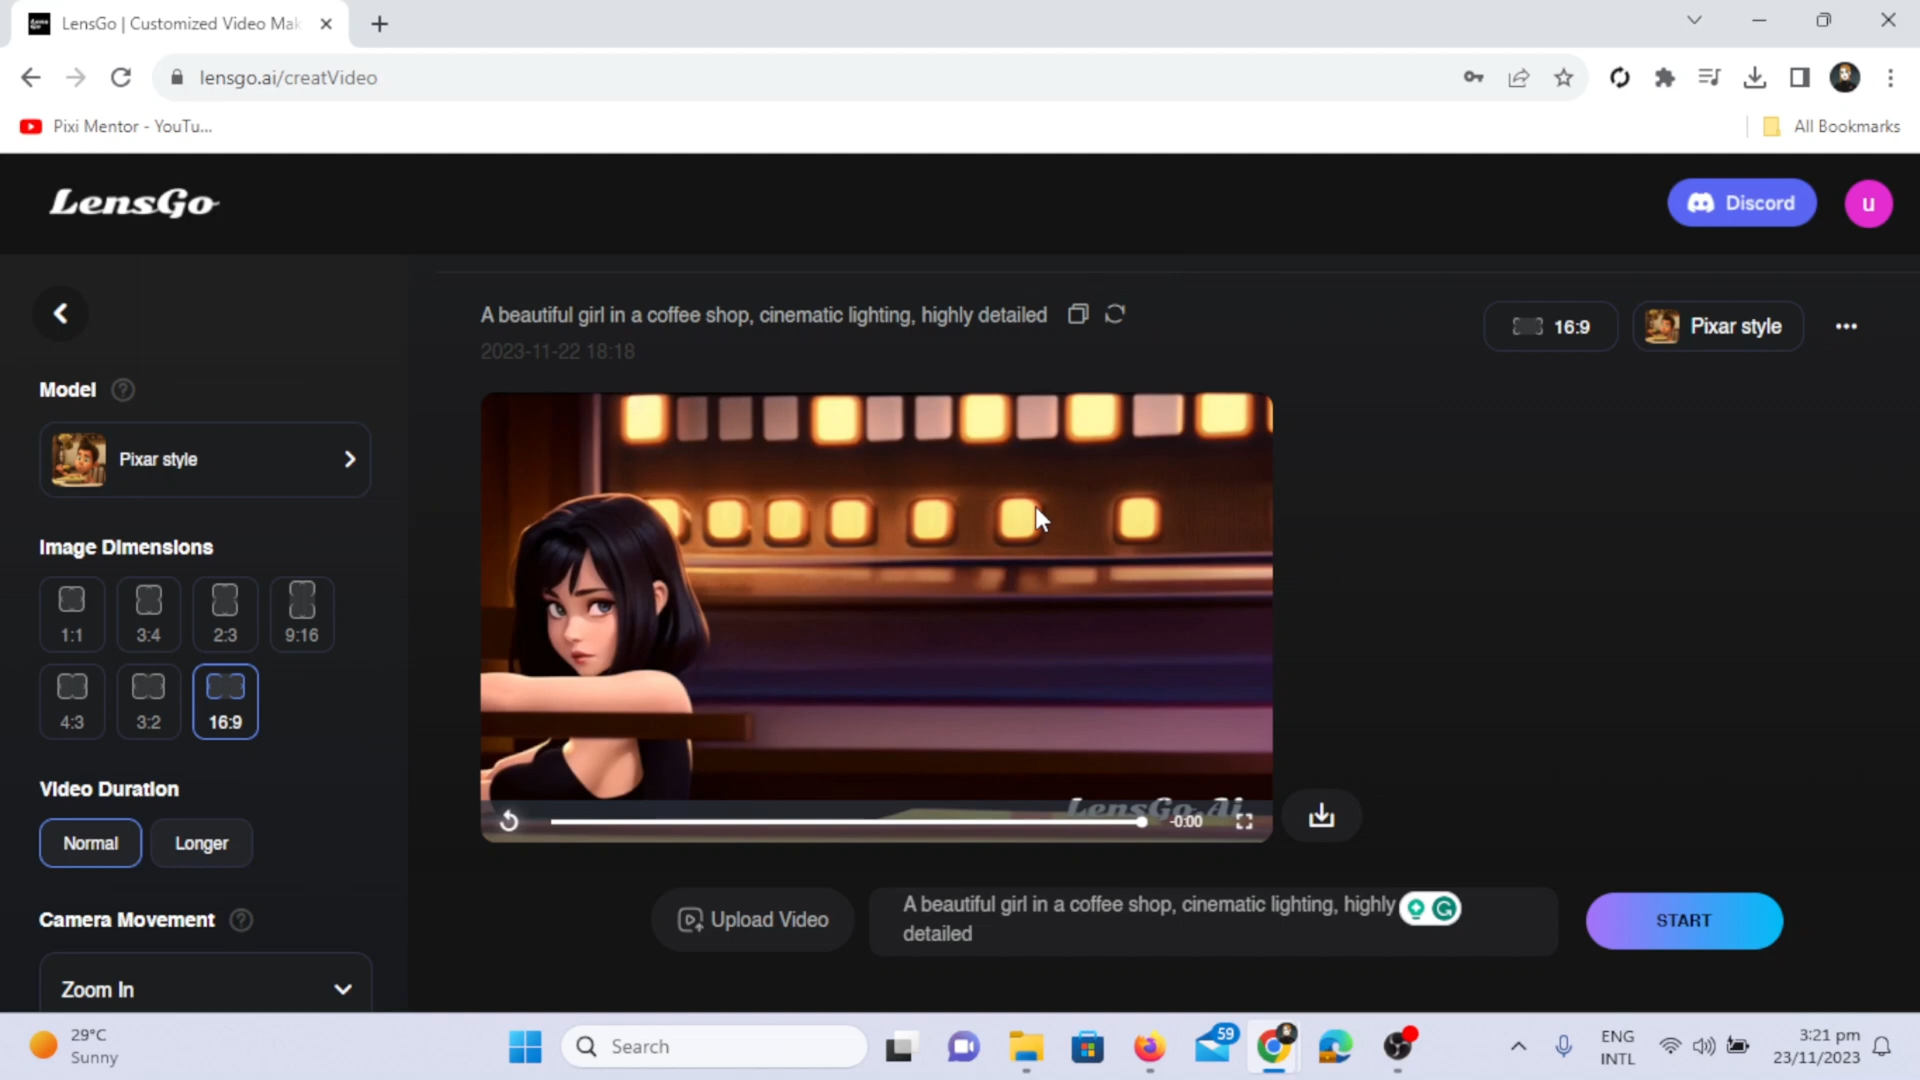 LensGo | Customized Video Mak
lensgo.ai/creatVideo
Pixi Mentor - YouTu...
All Bookmarks
LensGo
Discord
u
A beautiful girl in a coffee shop, cinematic lighting, highly detailed
2023-11-22 18:18
16:9
Pixar style
Model
Pixar style
Image Dimensions
1:1
3:4
2:3
9:16
4:3
3:2
16:9
Video Duration
Normal
Longer
Camera Movement
Zoom In
LensGo.Ai
-0:00
Upload Video
A beautiful girl in a coffee shop, cinematic lighting, highly
detailed
START
29°C
Sunny
Search
59
ENG
INTL
3:21 pm
23/11/2023